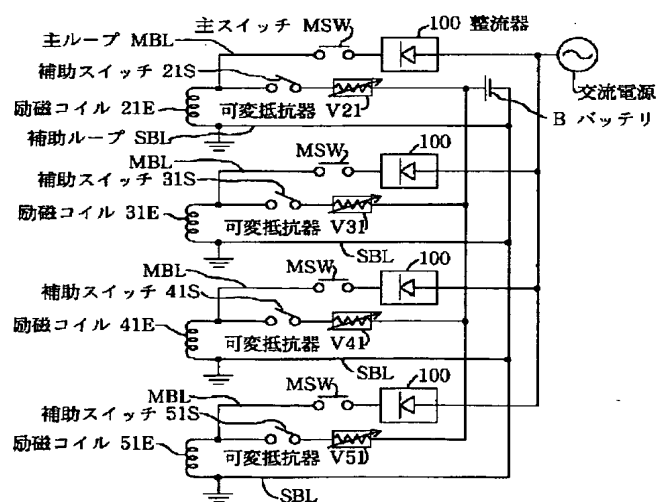 主スイッチ MSW
100 整流器
主ループ MBL
補助スイッチ 21S
交流電源
励磁コイル 21E
可変抵抗器 V21
B バッテリ
補助ループ SBL
100
MBL
MSW
補助スイッチ 31S
励磁コイル 31E
可変抵抗器 V31
SBL
100
MBL
MSW
補助スイッチ 41S
励磁コイル 41E
可変抵抗器 V41
SBL
100
MBL
MSW
補助スイッチ 51S
励磁コイル 51E
可変抵抗器 V51
SBL